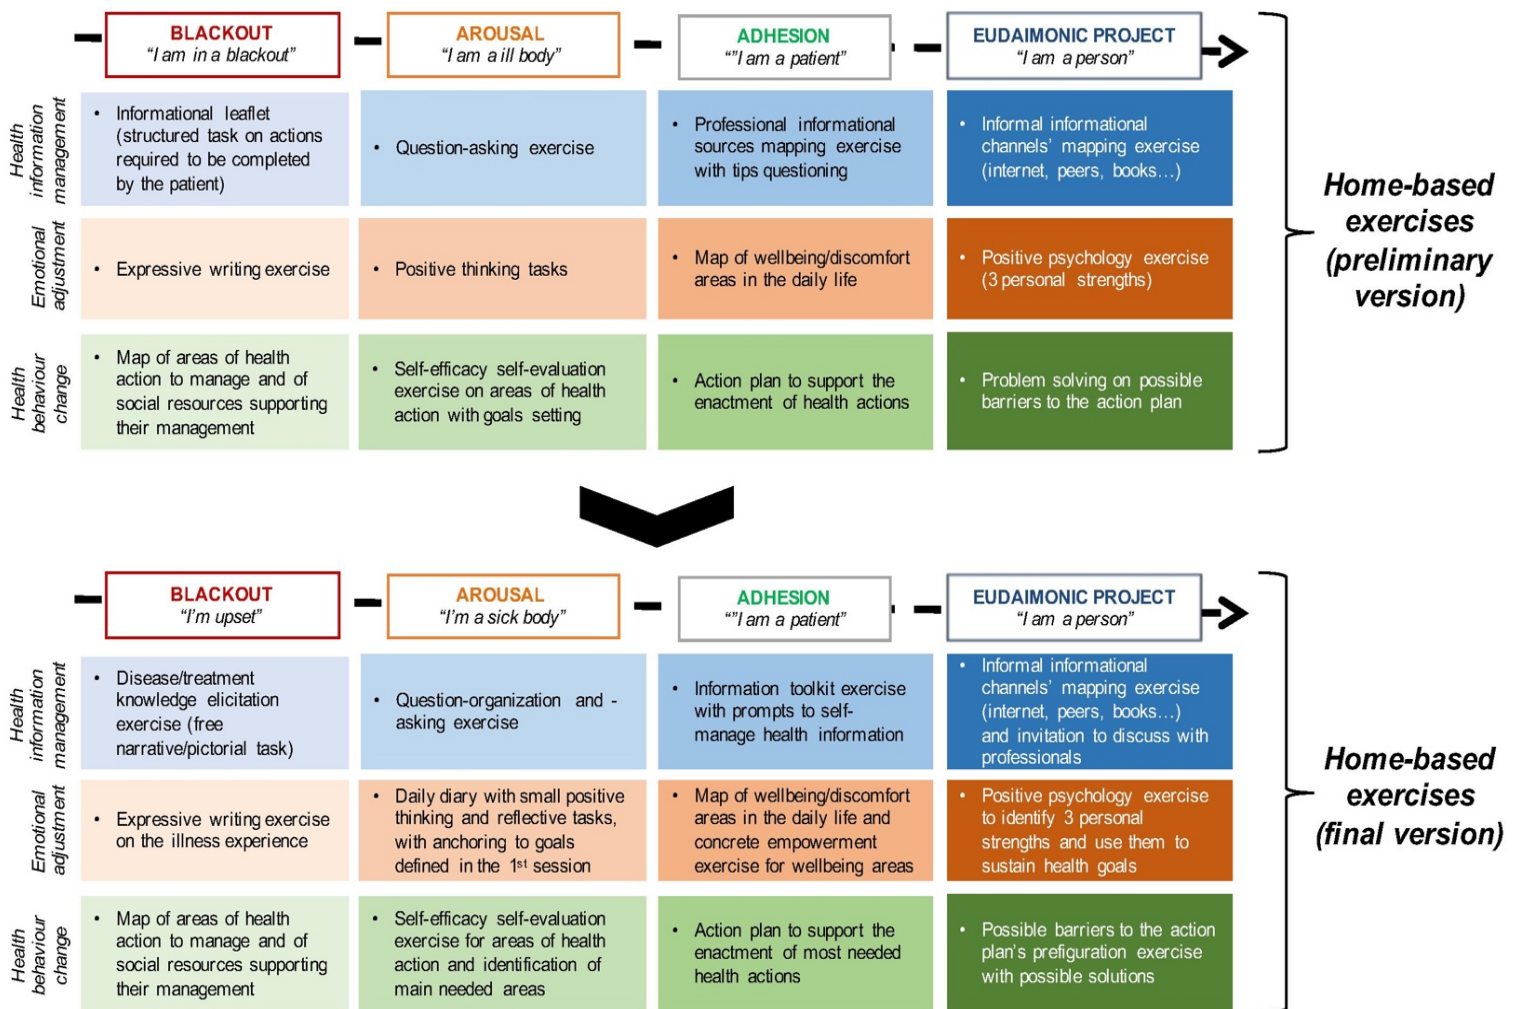 BLACKOUT
“I am in a blackout”
AROUSAL
“I am a ill body”
ADHESION
“”I am a patient”
EUDAIMONIC PROJECT
“I am a person”
Health
information
management
• Informational leaflet
(structured task on actions
required to be completed
by the patient)
• Question-asking exercise
• Professional informational
sources mapping exercise
with tips questioning
• Informal informational
channels’ mapping exercise
(internet, peers, books…)
Emotional
adjustment
• Expressive writing exercise
• Positive thinking tasks
• Map of wellbeing/discomfort
areas in the daily life
• Positive psychology exercise
(3 personal strengths)
Health
behaviour
change
• Map of areas of health
action to manage and of
social resources supporting
their management
• Self-efficacy self-evaluation
exercise on areas of health
action with goals setting
• Action plan to support the
enactment of health actions
• Problem solving on possible
barriers to the action plan
Home-based
exercises
(preliminary
version)
BLACKOUT
“I’m upset”
AROUSAL
“I’m a sick body”
ADHESION
“”I am a patient”
EUDAIMONIC PROJECT
“I am a person”
Health
information
management
• Disease/treatment
knowledge elicitation
exercise (free
narrative/pictorial task)
• Question-organization and -
asking exercise
• Information toolkit exercise
with prompts to self-
manage health information
• Informal informational
channels’ mapping exercise
(internet, peers, books…)
and invitation to discuss with
professionals
Emotional
adjustment
• Expressive writing exercise
on the illness experience
• Daily diary with small positive
thinking and reflective tasks,
with anchoring to goals
defined in the 1st session
• Map of wellbeing/discomfort
areas in the daily life and
concrete empowerment
exercise for wellbeing areas
• Positive psychology exercise
to identify 3 personal
strengths and use them to
sustain health goals
Health
behaviour
change
• Map of areas of health
action to manage and of
social resources supporting
their management
• Self-efficacy self-evaluation
exercise for areas of health
action and identification of
main needed areas
• Action plan to support the
enactment of most needed
health actions
• Possible barriers to the action
plan’s prefiguration exercise
with possible solutions
Home-based
exercises
(final version)